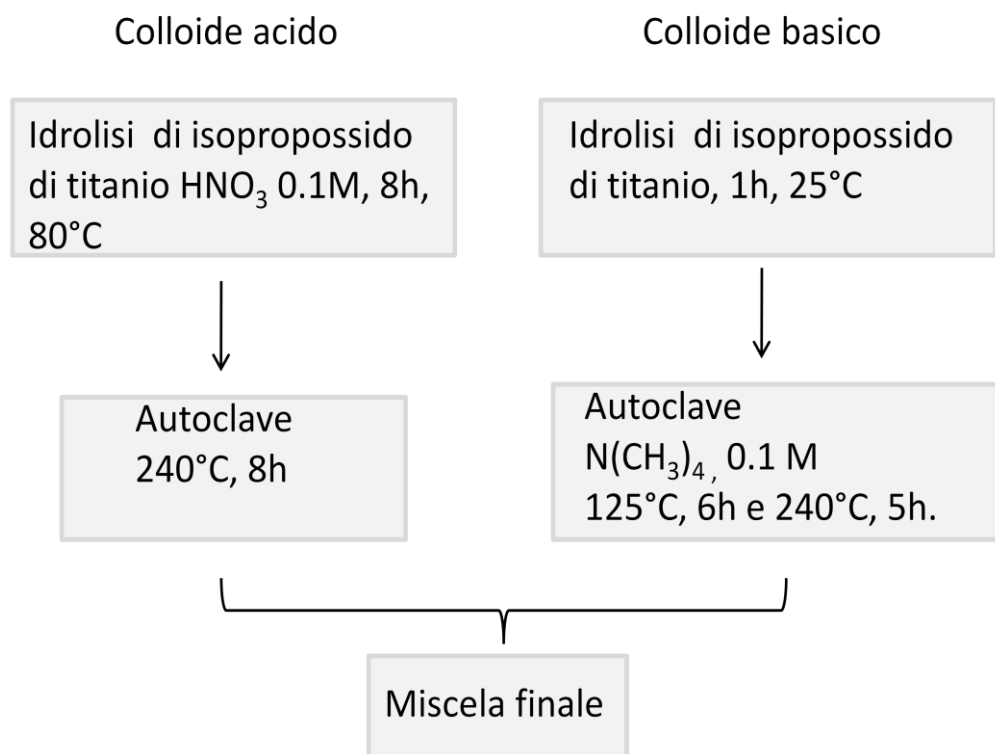 Colloide acido
Idrolisi di isopropossido
di titanio HNO₃ 0.1M, 8h,
80°C
Autoclave
240°C, 8h
Colloide basico
Idrolisi di isopropossido
di titanio, 1h, 25°C
Autoclave
N(CH₃)₄ , 0.1 M
125°C, 6h e 240°C, 5h.
Miscela finale